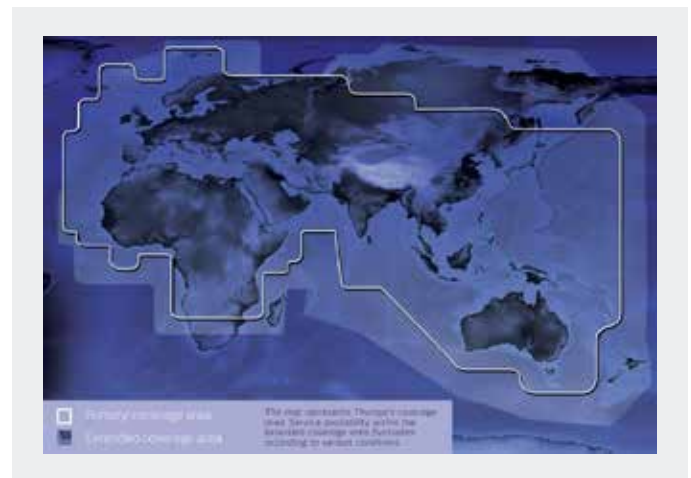 Primary coverage area
Extended coverage area
This map represents Thuraya's coverage
area. Service availability within the
extended coverage area fluctuates
according to various conditions.